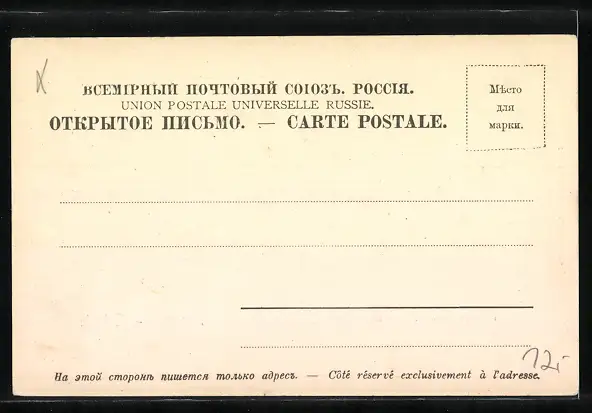 ВСЕМІРНЫЙ ПОЧТОВЫЙ СОЮЗЪ. РОССІЯ.
UNION POSTALE UNIVERSELLE RUSSIE.
ОТКРЫТОЕ ПИСЬМО. — CARTE POSTALE.
Мѣсто
для
марки.
На этой сторонѣ пишется только адресъ. — Côté réservé exclusivement à l'adresse.
12,-